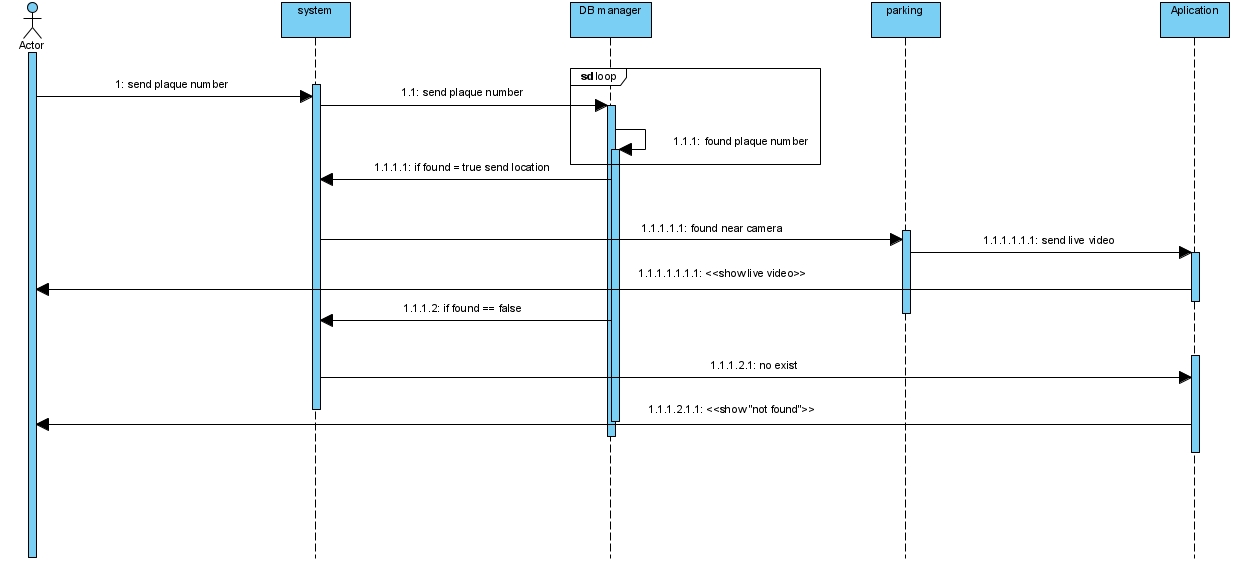 system
DB manager
parking
Aplication
Actor
sd loop
1: send plaque number
1.1: send plaque number
1.1.1: found plaque number
1.1.1.1: if found = true send location
1.1.1.1.1: found near camera
1.1.1.1.1.1: send live video
1.1.1.1.1.1.1: <<show live video>>
1.1.1.2: if found == false
1.1.1.2.1: no exist
1.1.1.2.1.1: <<show "not found">>